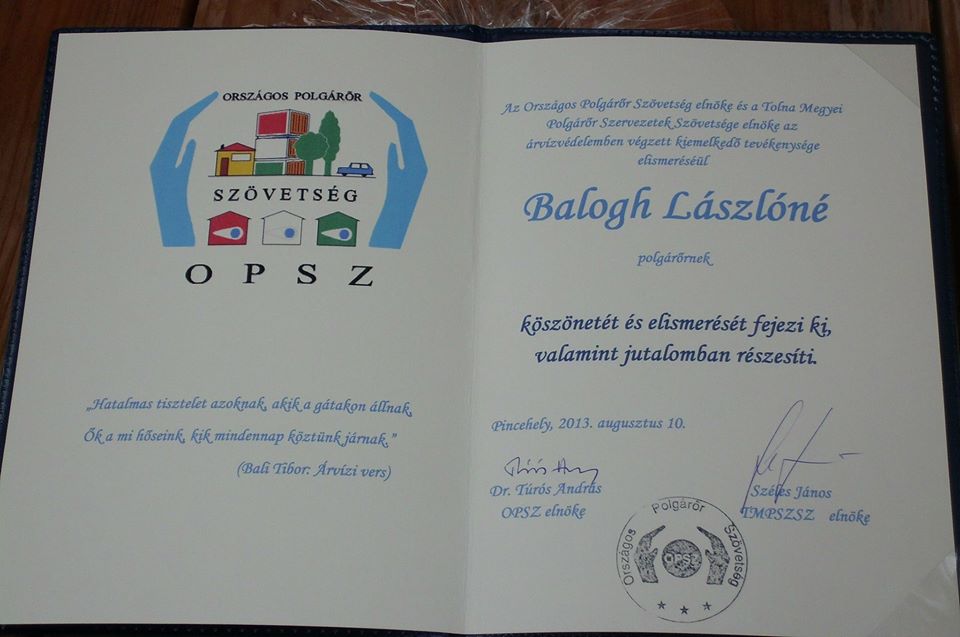 ORSZÁGOS POLGÁRŐR
SZÖVETSÉG
O P S Z
„Hatalmas tisztelet azoknak, akik a gátakon állnak,
Ők a mi hőseink, kik mindennap köztünk járnak.”
(Bali Tibor: Árvízi vers)
Az Országos Polgárőr Szövetség elnöke és a Tolna Megyei
Polgárőr Szervezetek Szövetsége elnöke az
árvízvédelemben végzett kiemelkedő tevékenysége
elismeréséül
Balogh Lászlóné
polgárőrnek
köszönetét és elismerését fejezi ki,
valamint jutalomban részesíti.
Pincehely, 2013. augusztus 10.
Dr. Túrós András
OPSZ elnöke
Széles János
TMPSZSZ elnöke
Országos Polgárőr Szövetség
OPSZ